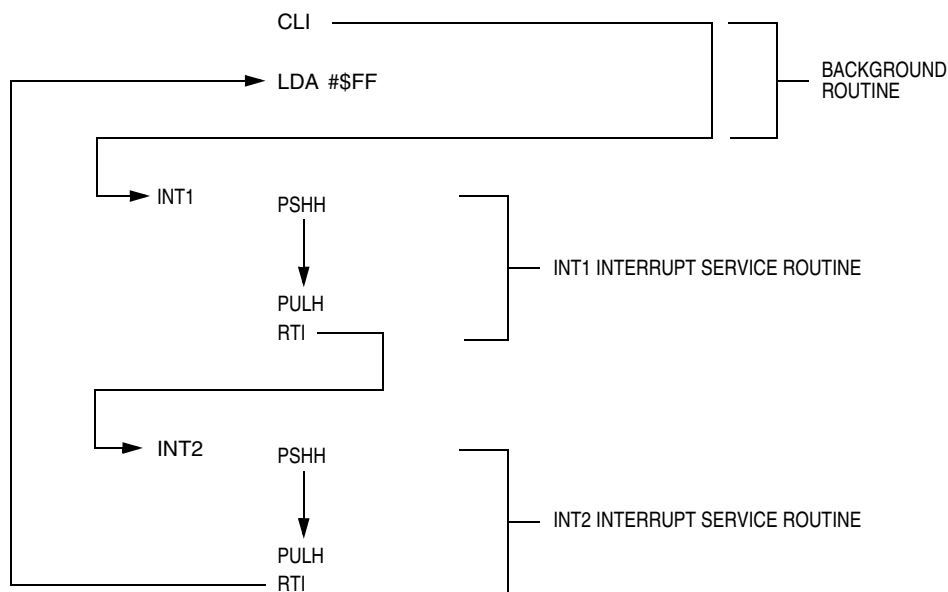 CLI
LDA #$FF
BACKGROUND
ROUTINE
INT1
PSHH
INT1 INTERRUPT SERVICE ROUTINE
PULH
RTI
INT2
PSHH
INT2 INTERRUPT SERVICE ROUTINE
PULH
RTI